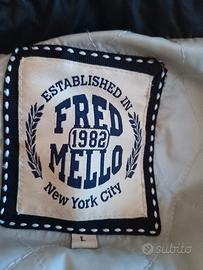 ESTABLISHED IN
FRED
1982
MELLO
New York City
L
subito